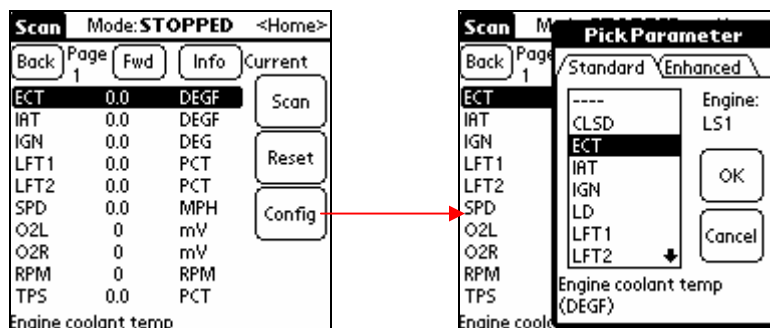 Scan Mode: STOPPED <Home>
Back Page 1 Fwd Info Current
ECT 0.0 DEGF
IAT 0.0 DEGF
IGN 0.0 DEG
LFT1 0.0 PCT
LFT2 0.0 PCT
SPD 0.0 MPH
O2L 0 mV
O2R 0 mV
RPM 0 RPM
TPS 0.0 PCT
Scan
Reset
Config
Engine coolant temp
Scan
Back Page 1
ECT
IAT
IGN
LFT1
LFT2
SPD
O2L
O2R
RPM
TPS
Pick Parameter
Standard Enhanced
----
CLSD
ECT
IAT
IGN
LD
LFT1
LFT2
Engine:
LS1
OK
Cancel
Engine coolant temp
(DEGF)